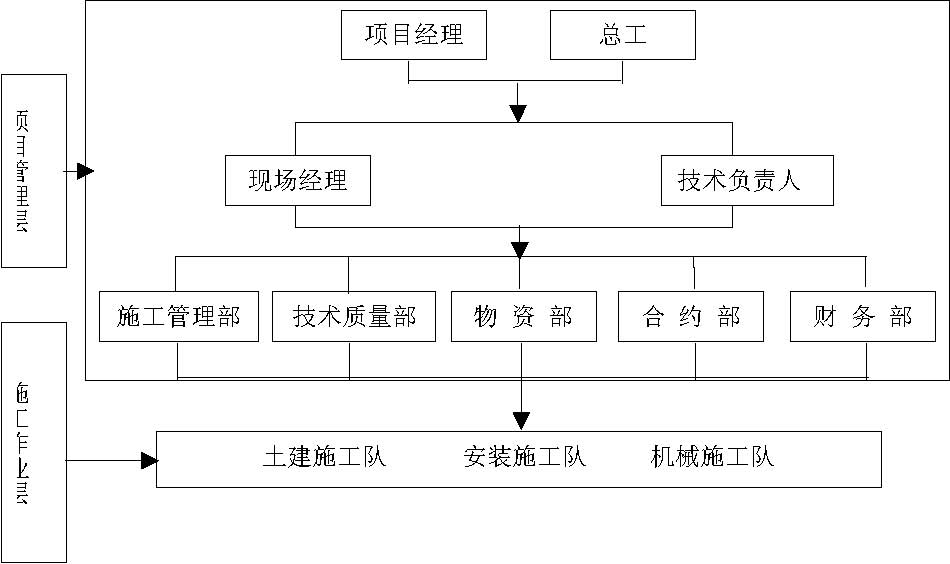 项目经理
总工
项目管理层
现场经理
技术负责人
施工管理部
技术质量部
物 资 部
合 约 部
财 务 部
施工作业层
土建施工队
安装施工队
机械施工队